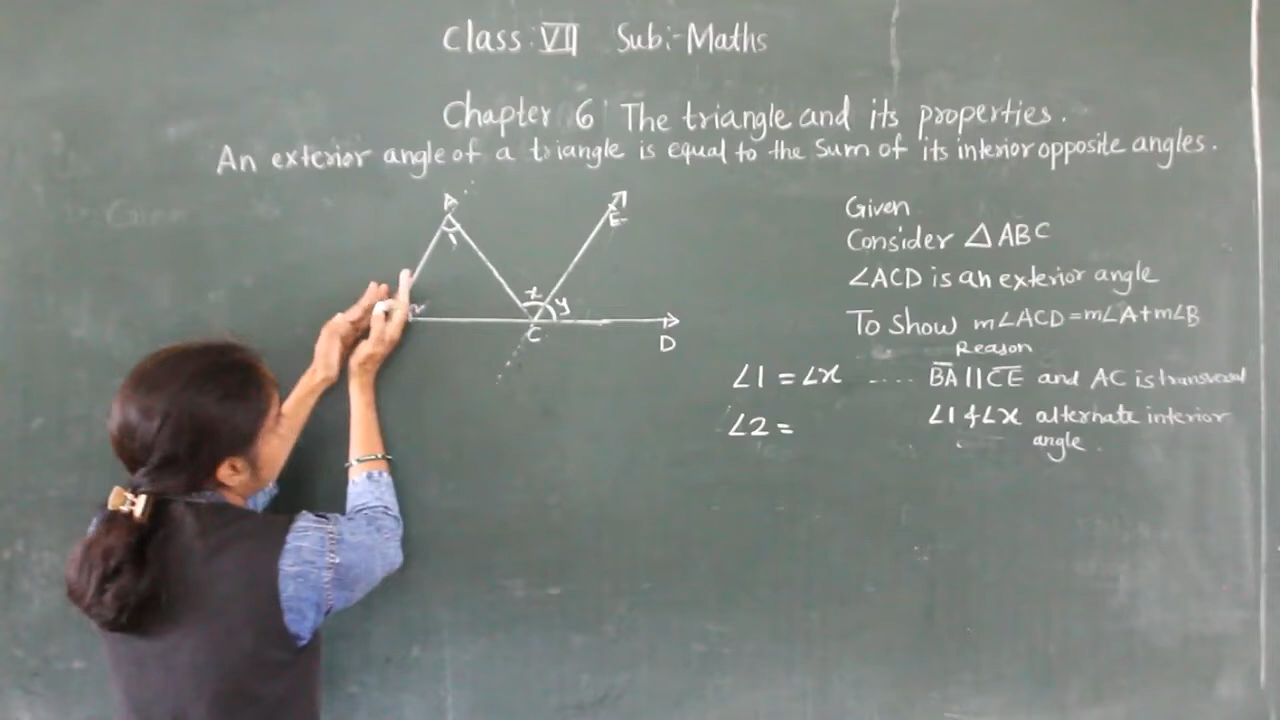 Class: VII Sub:- Maths
Chapter 6 The triangle and its properties.
An exterior angle of a triangle is equal to the sum of its interior opposite angles.
A
1
E
x
y
C
D
Given
Consider △ABC
∠ACD is an exterior angle
To Show m∠ACD=m∠A+m∠B
Reason
∠1 = ∠x .... BA || CE and AC is transversal
∠2 = ∠1 & ∠x alternate interior
angle.